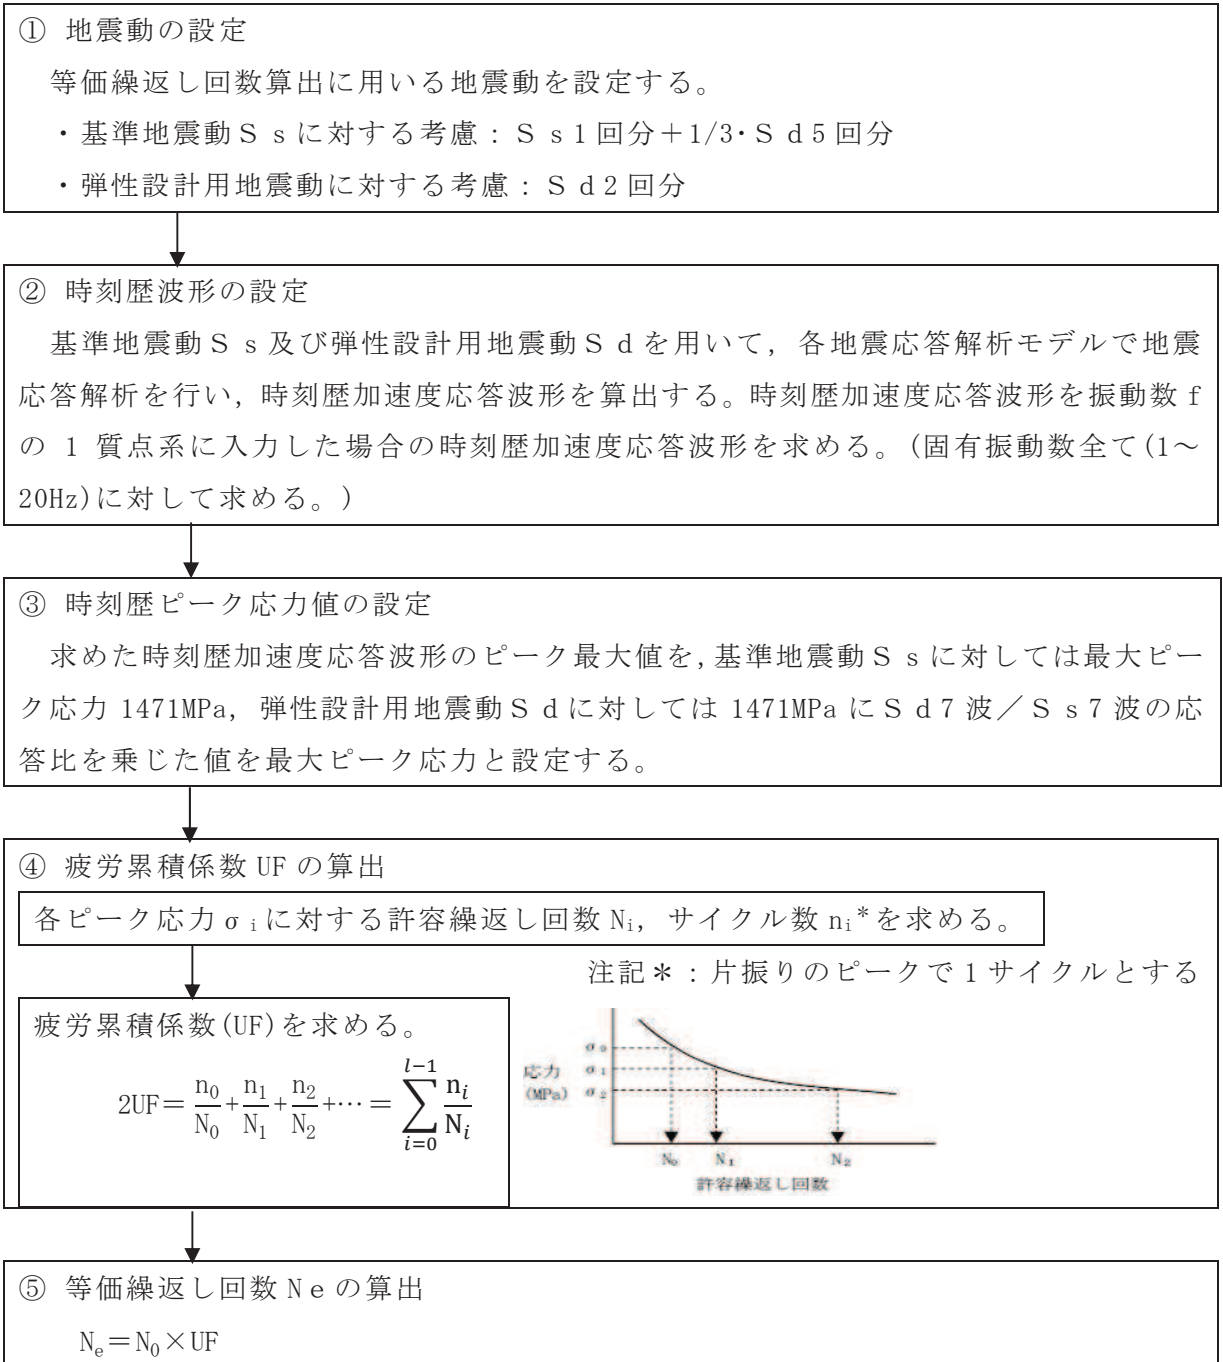 ① 地震動の設定
等価繰返し回数算出に用いる地震動を設定する。
・基準地震動Ｓｓに対する考慮：Ｓｓ1回分＋1/3･Ｓｄ5回分
・弾性設計用地震動に対する考慮：Ｓｄ2回分
② 時刻歴波形の設定
基準地震動Ｓｓ及び弾性設計用地震動Ｓｄを用いて，各地震応答解析モデルで地震
応答解析を行い，時刻歴加速度応答波形を算出する。時刻歴加速度応答波形を振動数f
の 1 質点系に入力した場合の時刻歴加速度応答波形を求める。(固有振動数全て(1～
20Hz)に対して求める。)
③ 時刻歴ピーク応力値の設定
求めた時刻歴加速度応答波形のピーク最大値を,基準地震動Ｓｓに対しては最大ピー
ク応力 1471MPa，弾性設計用地震動Ｓｄに対しては 1471MPa にＳｄ7波／Ｓｓ7波の応
答比を乗じた値を最大ピーク応力と設定する。
④ 疲労累積係数 UF の算出
各ピーク応力σᵢに対する許容繰返し回数 Nᵢ，サイクル数 nᵢ*を求める。
注記＊：片振りのピークで1サイクルとする
疲労累積係数(UF)を求める。
2UF＝n₀/N₀+n₁/N₁+n₂/N₂+⋯＝∑_{i=0}^{l−1} nᵢ/Nᵢ
応力
(MPa)
σ₀
σ₁
σ₂
N₀ N₁ N₂
許容繰返し回数
⑤ 等価繰返し回数Ｎｅの算出
Nₑ＝N₀×UF